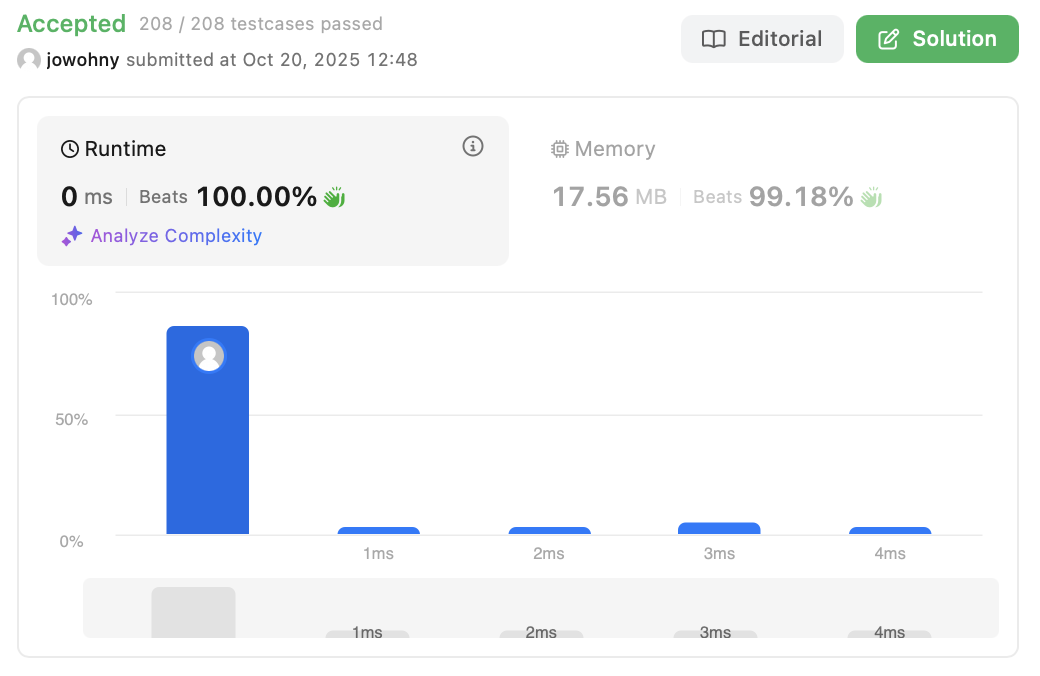 Accepted 208 / 208 testcases passed
Editorial
Solution
jowohny submitted at Oct 20, 2025 12:48
Runtime
0 ms Beats 100.00%
Analyze Complexity
Memory
17.56 MB Beats 99.18%
100%
50%
0%
1ms 2ms 3ms 4ms
1ms 2ms 3ms 4ms